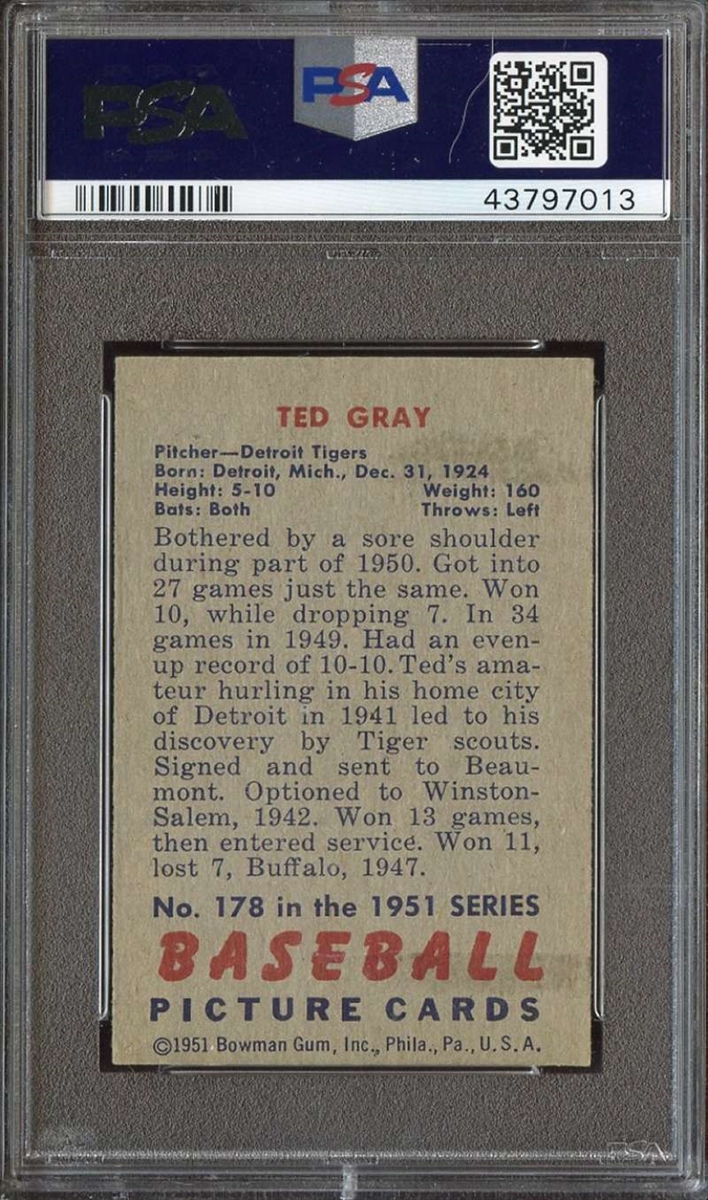 PSA
PSA
43797013
TED GRAY
Pitcher—Detroit Tigers
Born: Detroit, Mich., Dec. 31, 1924
Height: 5-10 Weight: 160
Bats: Both Throws: Left
Bothered by a sore shoulder
during part of 1950. Got into
27 games just the same. Won
10, while dropping 7. In 34
games in 1949. Had an even-
up record of 10-10. Ted's ama-
teur hurling in his home city
of Detroit in 1941 led to his
discovery by Tiger scouts.
Signed and sent to Beau-
mont. Optioned to Winston-
Salem, 1942. Won 13 games,
then entered service. Won 11,
lost 7, Buffalo, 1947.
No. 178 in the 1951 SERIES
BASEBALL
PICTURE CARDS
©1951 Bowman Gum, Inc., Phila., Pa., U. S. A.
PSA